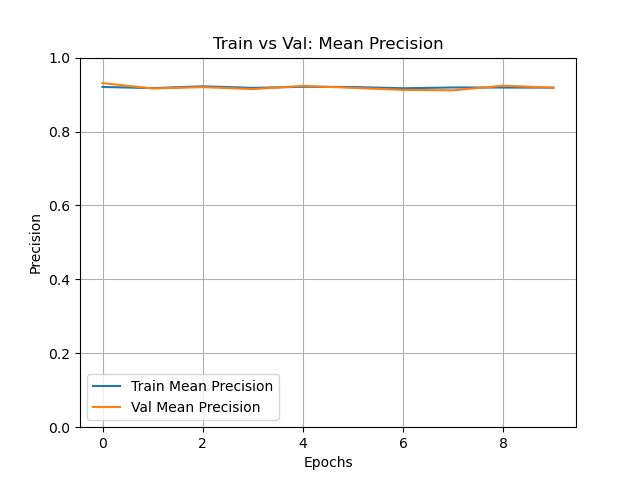 Train vs Val: Mean Precision
1.0
0.8
0.6
0.4
0.2
0.0
Precision
Train Mean Precision
Val Mean Precision
0 2 4 6 8
Epochs